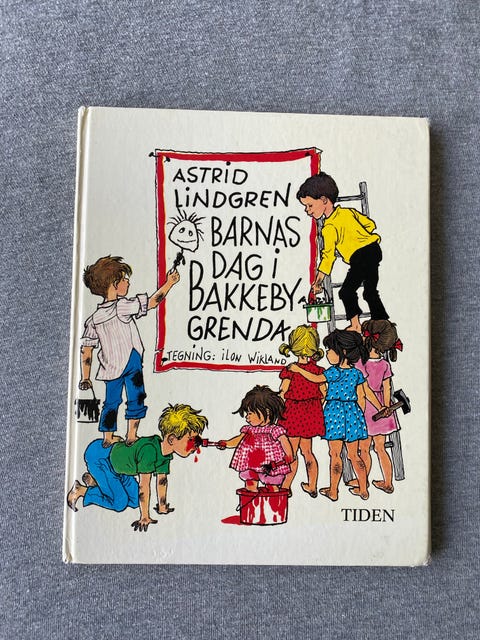 ASTRID
LINDGREN
BARNAS
DAG i
BAKKEBY-
GRENDA
TEGNING: iLON WiKLAND
TIDEN